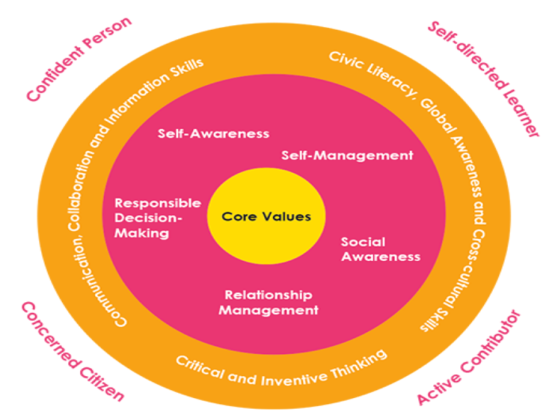 Confident Person
Self-directed Learner
Communication, Collaboration and Information Skills
Civic Literacy, Global Awareness and Cross-cultural Skills
Self-Awareness
Self-Management
Responsible
Decision-
Making
Core Values
Social
Awareness
Relationship
Management
Critical and Inventive Thinking
Concerned Citizen
Active Contributor